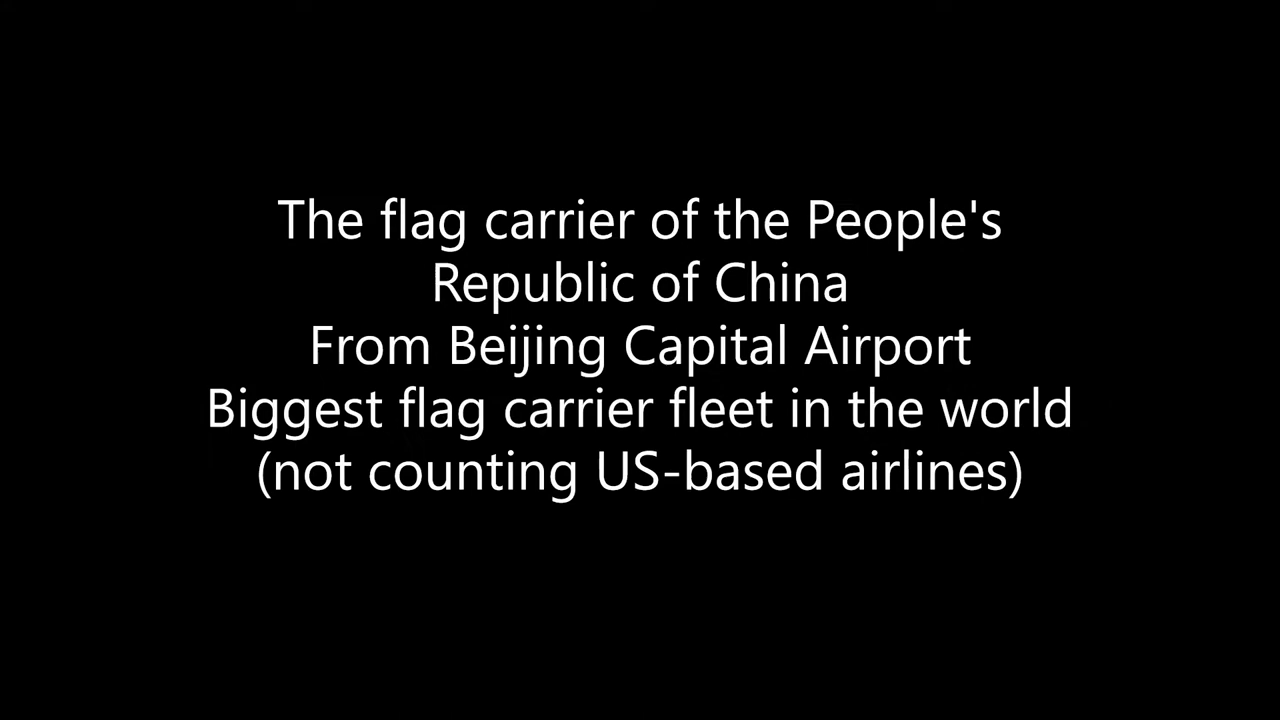 The flag carrier of the People's
Republic of China
From Beijing Capital Airport
Biggest flag carrier fleet in the world
(not counting US-based airlines)